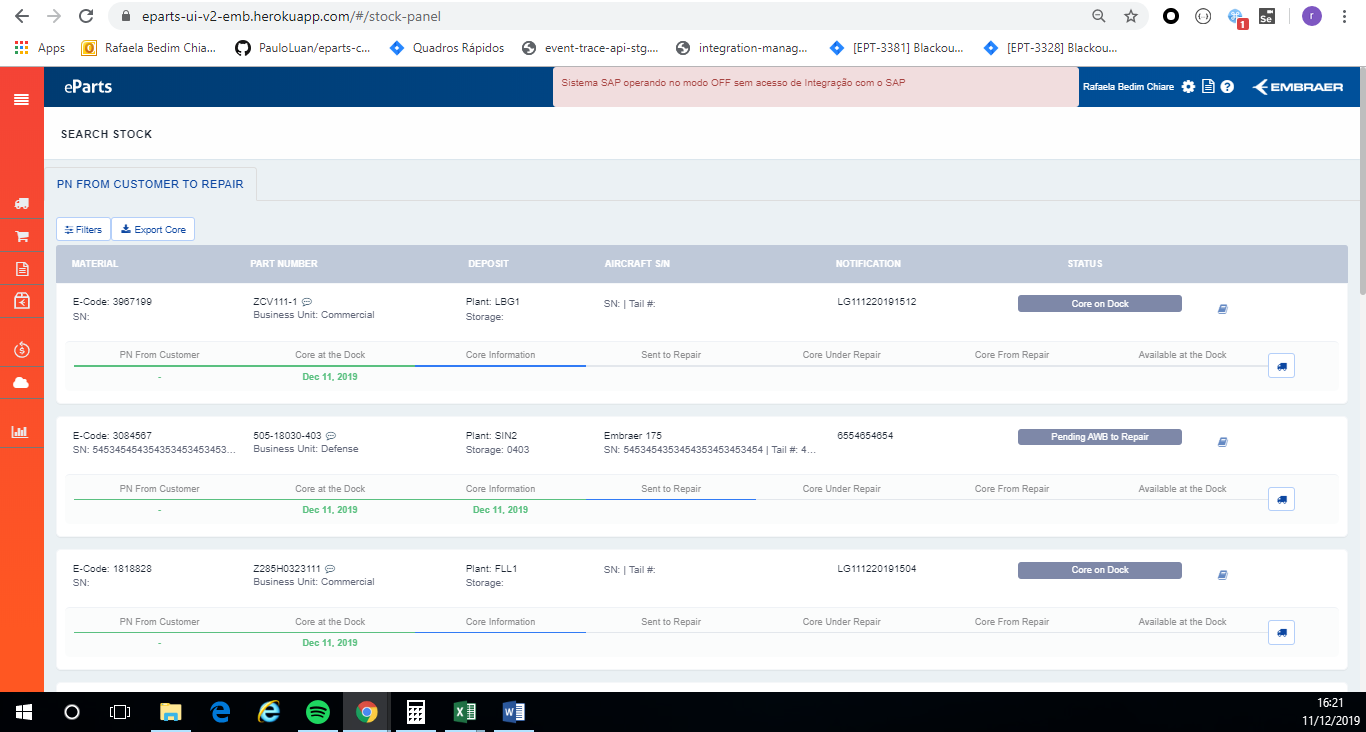 eparts-ui-v2-emb.herokuapp.com/#/stock-panel
1
Se
r
Apps
Rafaela Bedim Chia...
PauloLuan/eparts-c...
Quadros Rápidos
event-trace-api-stg....
integration-manag...
[EPT-3381] Blackou...
[EPT-3328] Blackou...
eParts
Sistema SAP operando no modo OFF sem acesso de Integração com o SAP
Rafaela Bedim Chiare
EMBRAER
SEARCH STOCK
PN FROM CUSTOMER TO REPAIR
Filters
Export Core
MATERIAL PART NUMBER DEPOSIT AIRCRAFT S/N NOTIFICATION STATUS
E-Code: 3967199 ZCV111-1 Plant: LBG1 SN: | Tail #: LG111220191512 Core on Dock
SN: Business Unit: Commercial Storage:
PN From Customer Core at the Dock Core Information Sent to Repair Core Under Repair Core From Repair Available at the Dock
- Dec 11, 2019
E-Code: 3084567 505-18030-403 Plant: SIN2 Embraer 175 6554654654 Pending AWB to Repair
SN: 545345454354353453453453... Business Unit: Defense Storage: 0403 SN: 5453454353454353453453454 | Tail #: 4...
PN From Customer Core at the Dock Core Information Sent to Repair Core Under Repair Core From Repair Available at the Dock
- Dec 11, 2019 Dec 11, 2019
E-Code: 1818828 Z285H0323111 Plant: FLL1 SN: | Tail #: LG111220191504 Core on Dock
SN: Business Unit: Commercial Storage:
PN From Customer Core at the Dock Core Information Sent to Repair Core Under Repair Core From Repair Available at the Dock
- Dec 11, 2019
16:21
11/12/2019